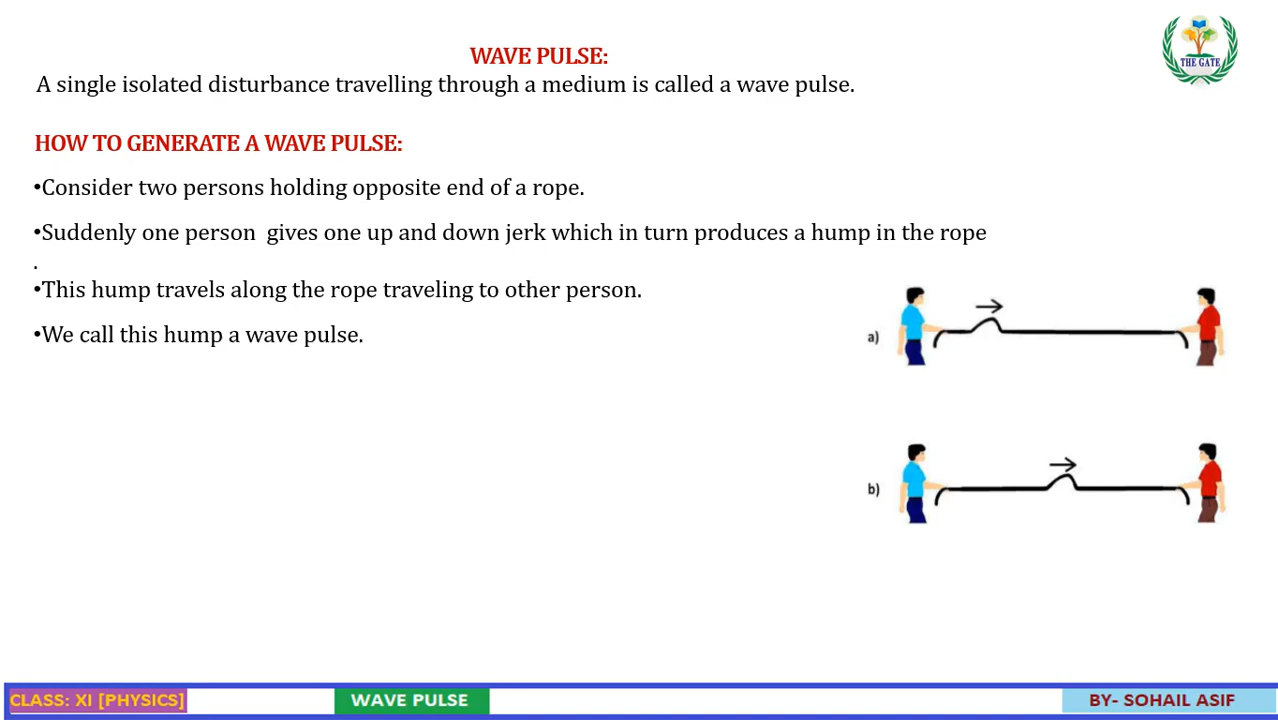 WAVE PULSE:
THE GATE
A single isolated disturbance travelling through a medium is called a wave pulse.
HOW TO GENERATE A WAVE PULSE:
•Consider two persons holding opposite end of a rope.
•Suddenly one person  gives one up and down jerk which in turn produces a hump in the rope
.
•This hump travels along the rope traveling to other person.
•We call this hump a wave pulse.
a)
b)
CLASS: XI [PHYSICS]
WAVE PULSE
BY- SOHAIL ASIF